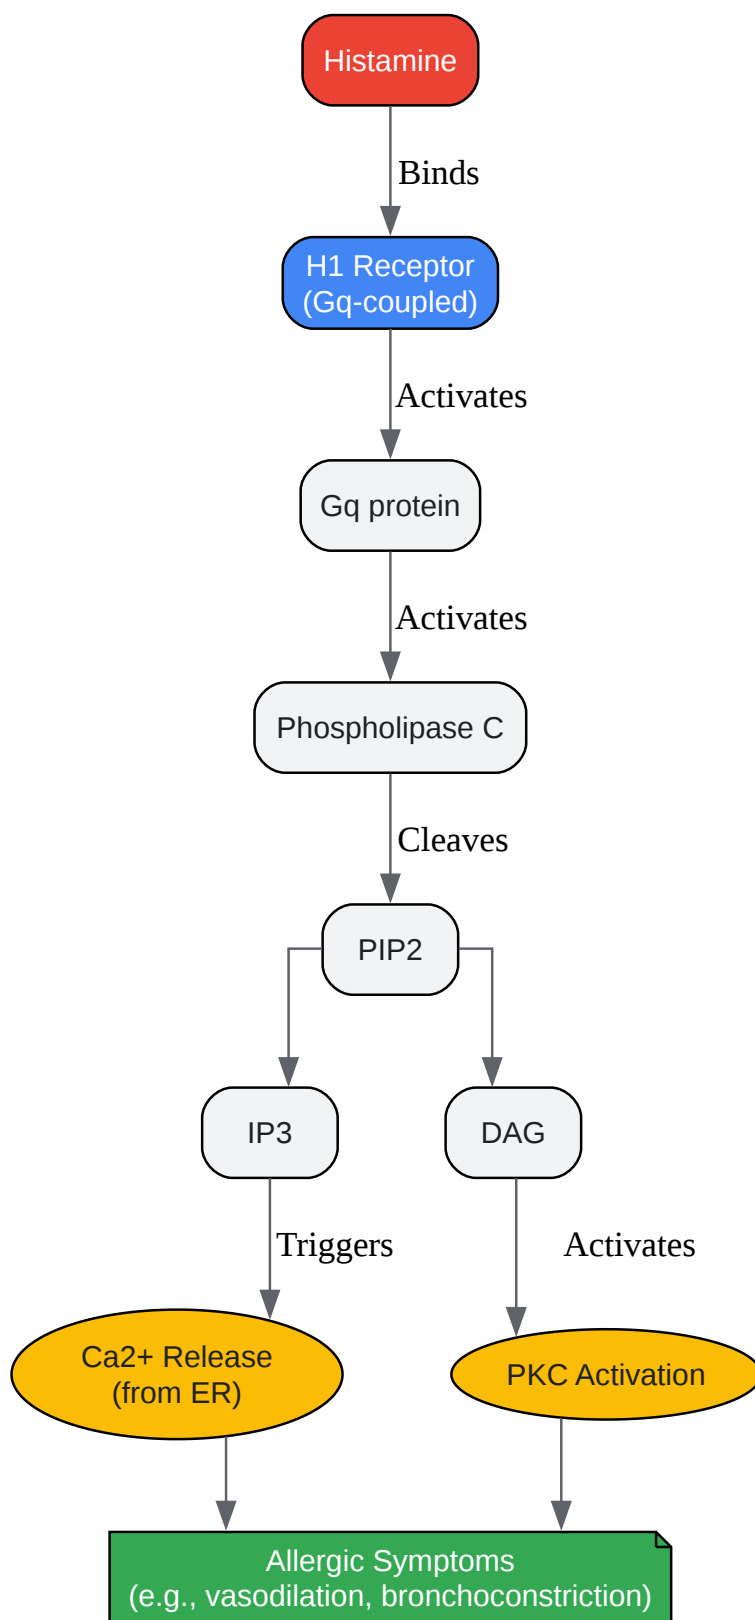 Histamine
Binds
H1 Receptor
(Gq-coupled)
Activates
Gq protein
Activates
Phospholipase C
Cleaves
PIP2
IP3
DAG
Triggers
Activates
Ca2+ Release
(from ER)
PKC Activation
Allergic Symptoms
(e.g., vasodilation, bronchoconstriction)